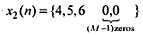 x₂(n) = {4,5,6 0,0}
(M−1)zeros